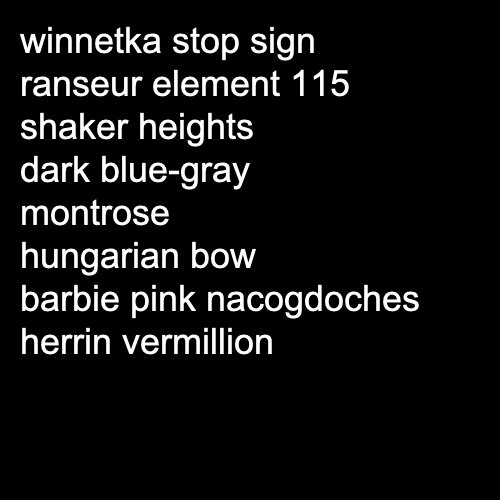 winnetka stop sign
ranseur element 115
shaker heights
dark blue-gray
montrose
hungarian bow
barbie pink nacogdoches
herrin vermillion